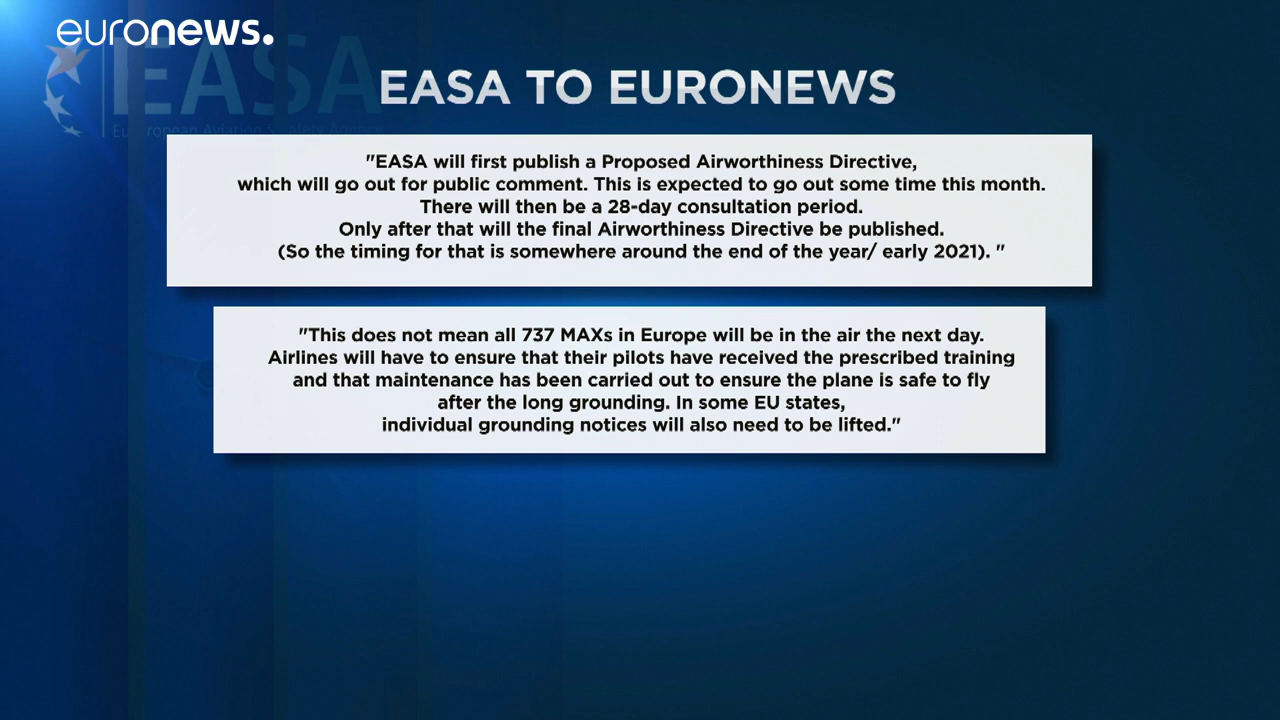 euronews.
EASA
European Aviation Safety Agency
EASA TO EURONEWS
"EASA will first publish a Proposed Airworthiness Directive,
which will go out for public comment. This is expected to go out some time this month.
There will then be a 28-day consultation period.
Only after that will the final Airworthiness Directive be published.
(So the timing for that is somewhere around the end of the year/ early 2021). "
"This does not mean all 737 MAXs in Europe will be in the air the next day.
Airlines will have to ensure that their pilots have received the prescribed training
and that maintenance has been carried out to ensure the plane is safe to fly
after the long grounding. In some EU states,
individual grounding notices will also need to be lifted."